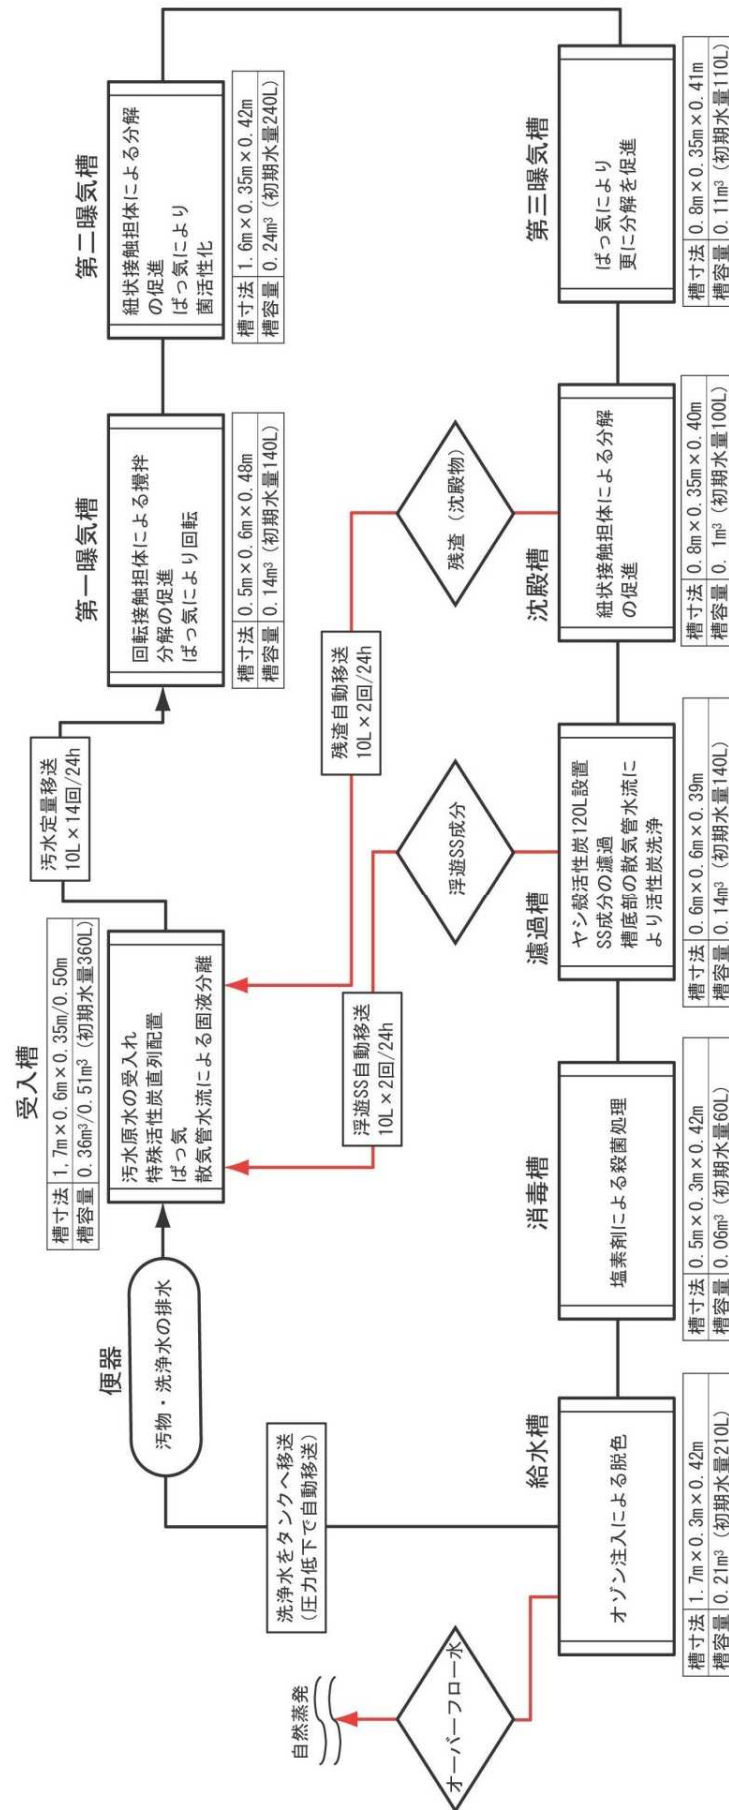 便器
汚物・洗浄水の排水
受入槽
槽寸法 1.7m×0.6m×0.35m/0.50m
槽容量 0.36m³/0.51m³（初期水量360L）
汚水原水の受入れ
特殊活性炭直列配置
ばっ気
散気管水流による固液分離
汚水定量移送
10L×14回/24h
第一曝気槽
回転接触担体による攪拌
分解の促進
ばっ気により回転
槽寸法 0.5m×0.6m×0.48m
槽容量 0.14m³（初期水量140L）
第二曝気槽
紐状接触担体による分解
の促進
ばっ気により
菌活性化
槽寸法 1.6m×0.35m×0.42m
槽容量 0.24m³（初期水量240L）
第三曝気槽
ばっ気により
更に分解を促進
槽寸法 0.8m×0.35m×0.41m
槽容量 0.11m³（初期水量110L）
沈殿槽
紐状接触担体による分解
の促進
槽寸法 0.8m×0.35m×0.40m
槽容量 0. 1m³（初期水量100L）
残渣（沈殿物）
残渣自動移送
10L×2回/24h
濾過槽
ヤシ殻活性炭120L設置
SS成分の濾過
槽底部の散気管水流に
より活性炭洗浄
槽寸法 0.6m×0.6m×0.39m
槽容量 0.14m³（初期水量140L）
浮遊SS成分
浮遊SS自動移送
10L×2回/24h
消毒槽
塩素剤による殺菌処理
槽寸法 0.5m×0.3m×0.42m
槽容量 0.06m³（初期水量60L）
給水槽
オゾン注入による脱色
槽寸法 1.7m×0.3m×0.42m
槽容量 0.21m³（初期水量210L）
洗浄水をタンクへ移送
（圧力低下で自動移送）
オーバーフロー水
自然蒸発